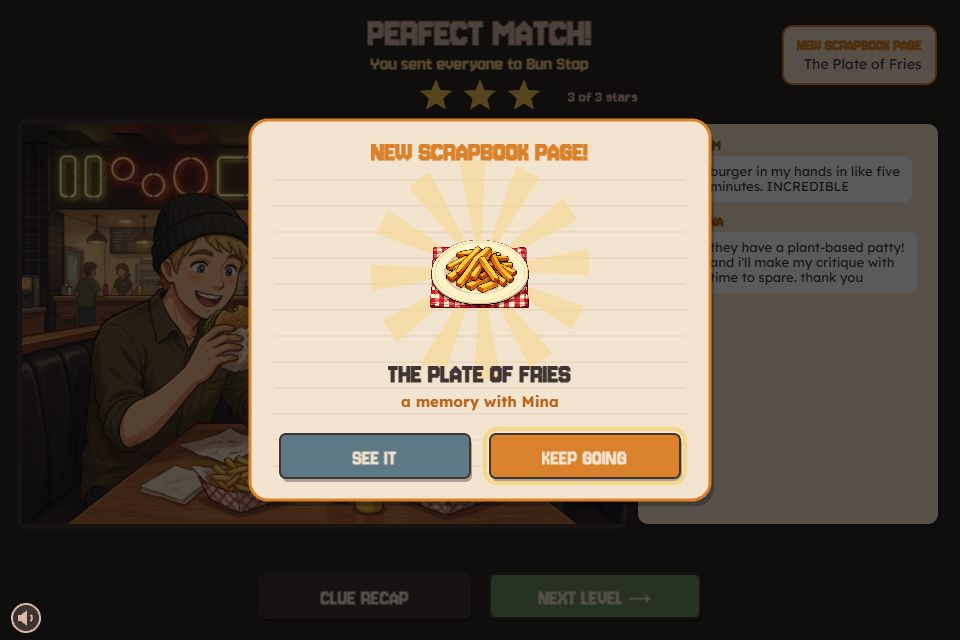 PERFECT MATCH!
You sent everyone to Bun Stop
3 of 3 stars
NEW SCRAPBOOK PAGE
The Plate of Fries
NEW SCRAPBOOK PAGE!
THE PLATE OF FRIES
a memory with Mina
SEE IT
KEEP GOING
burger in my hands in like five
minutes. INCREDIBLE
they have a plant-based patty!
and i'll make my critique with
time to spare. thank you
CLUE RECAP
NEXT LEVEL →